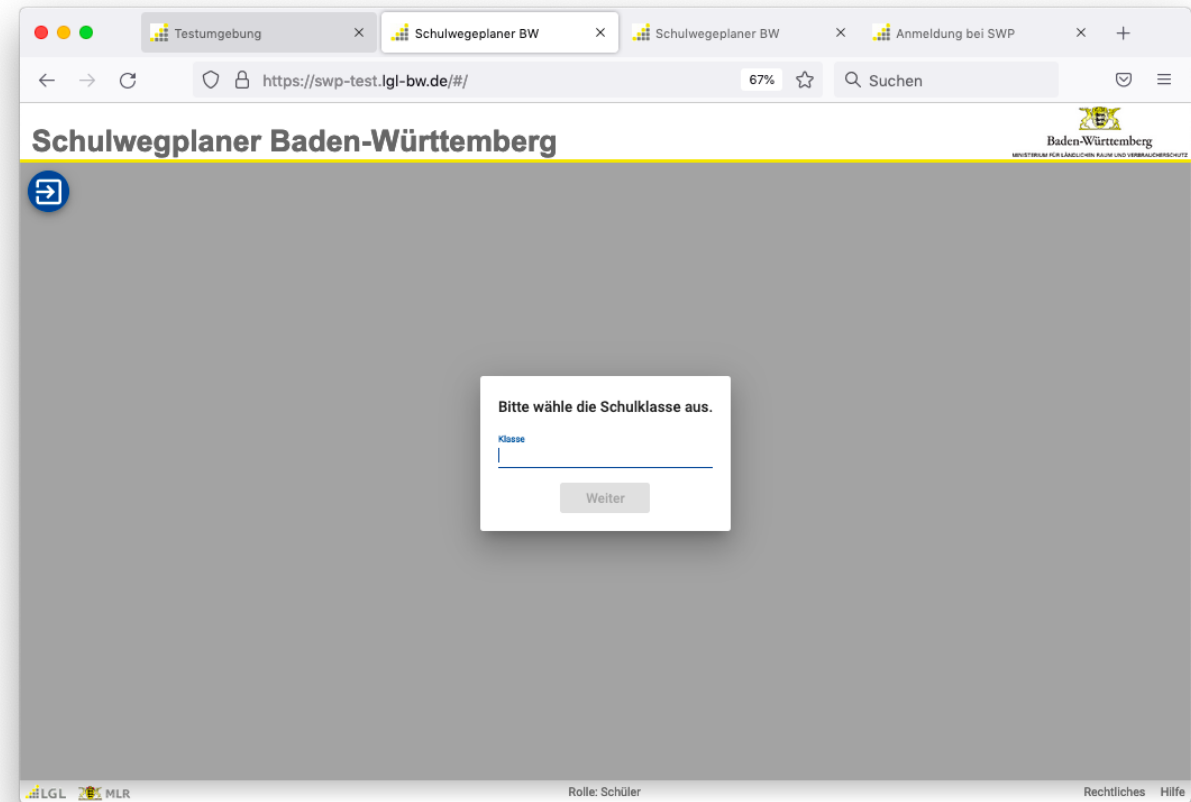 Testumgebung
Schulwegeplaner BW
Schulwegeplaner BW
Anmeldung bei SWP
https://swp-test.lgl-bw.de/#/
67%
Suchen
Schulwegplaner Baden-Württemberg
Baden-Württemberg
MINISTERIUM FÜR LÄNDLICHEN RAUM UND VERBRAUCHERSCHUTZ
Bitte wähle die Schulklasse aus.
Klasse
Weiter
LGL
MLR
Rolle: Schüler
Rechtliches
Hilfe